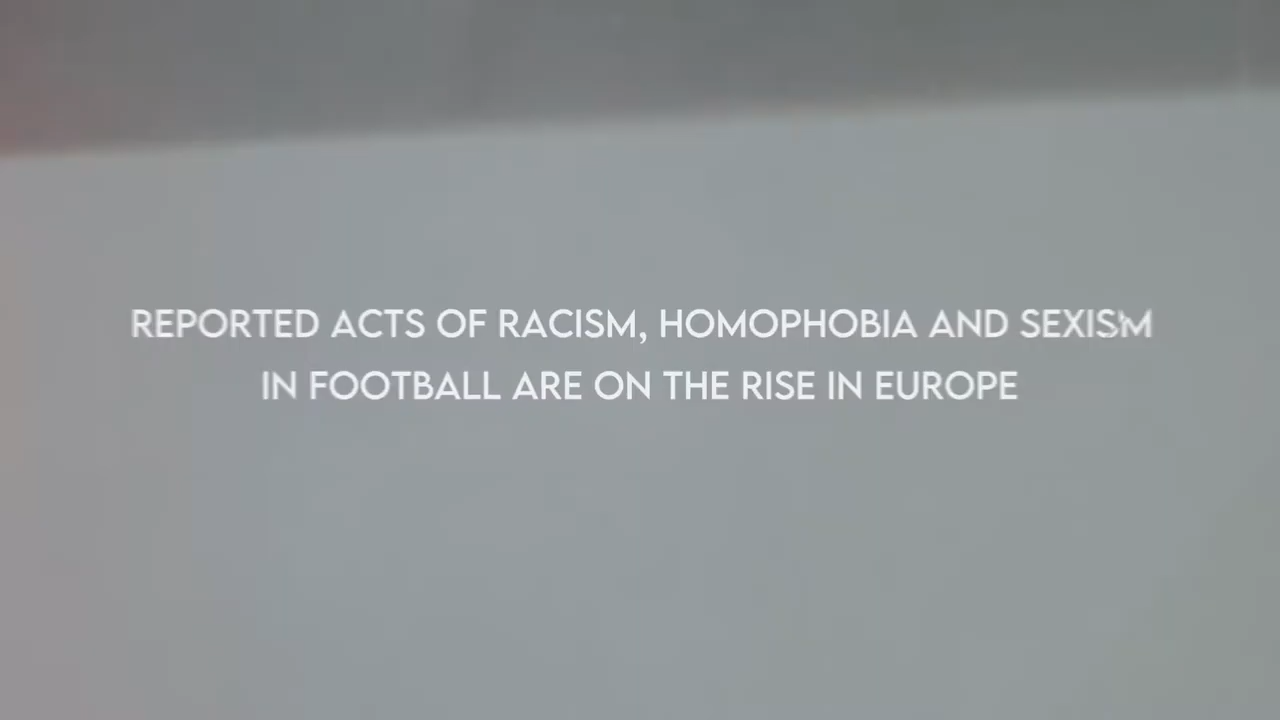 REPORTED ACTS OF RACISM, HOMOPHOBIA AND SEXISM
IN FOOTBALL ARE ON THE RISE IN EUROPE